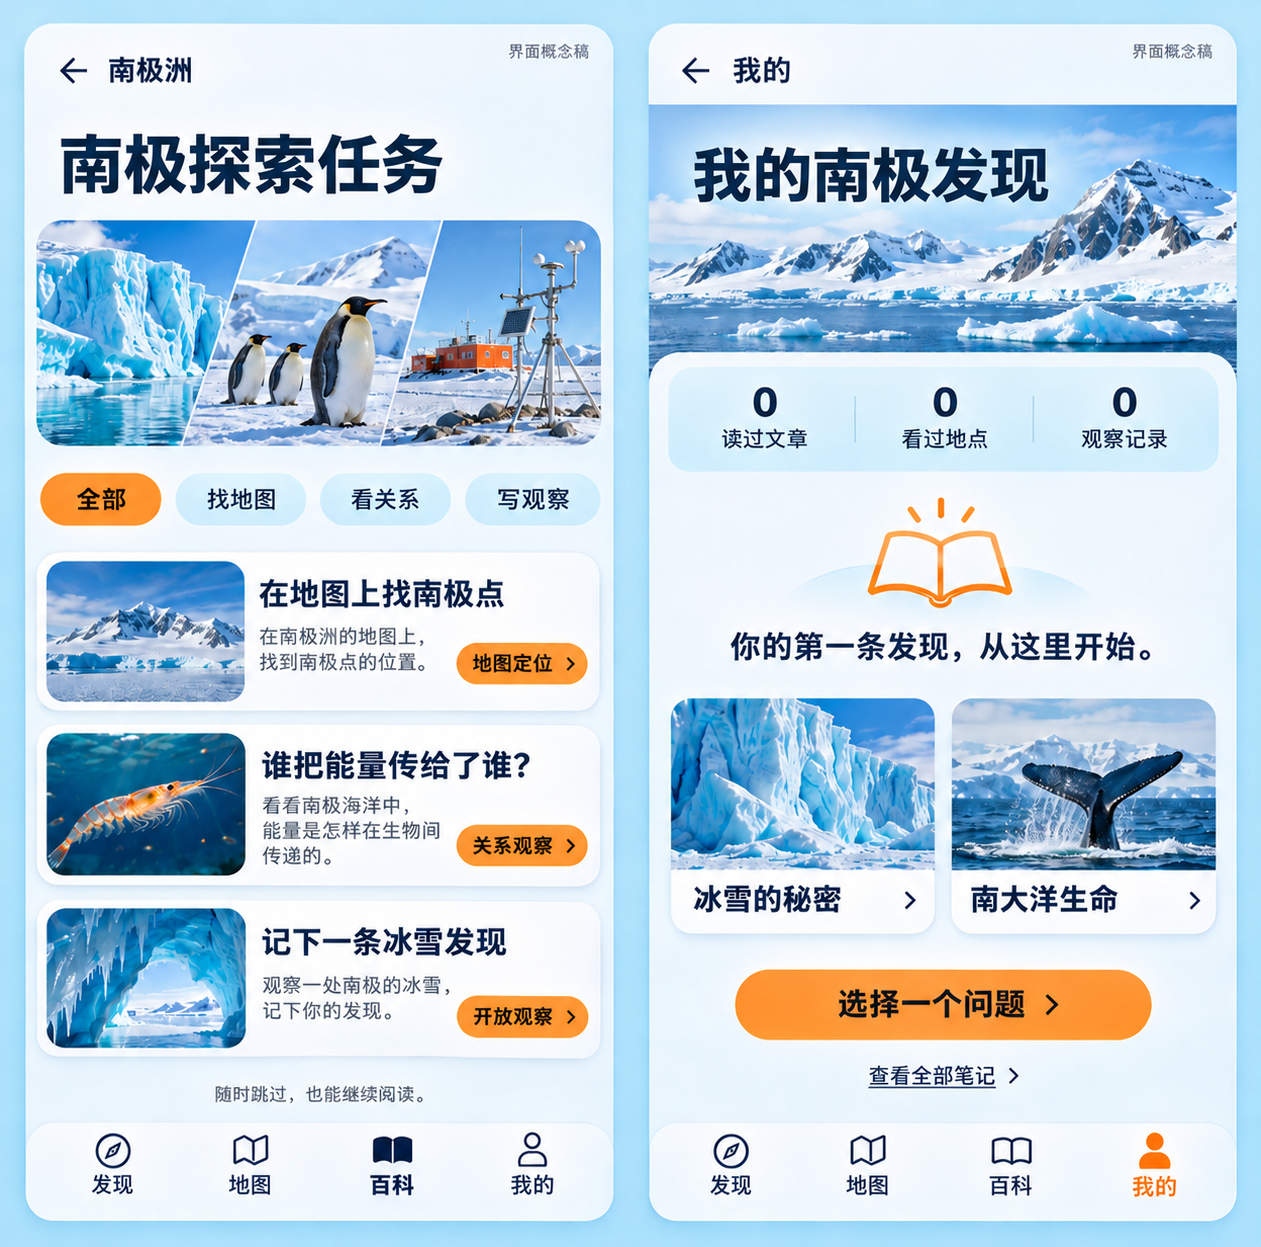 界面概念稿
南极洲
南极探索任务
全部
找地图
看关系
写观察
在地图上找南极点
在南极洲的地图上，
找到南极点的位置。
地图定位
谁把能量传给了谁？
看看南极海洋中，
能量是怎样在生物间
传递的。
关系观察
记下一条冰雪发现
观察一处南极的冰雪，
记下你的发现。
开放观察
随时跳过，也能继续阅读。
发现
地图
百科
我的
界面概念稿
我的
我的南极发现
0
读过文章
0
看过地点
0
观察记录
你的第一条发现，从这里开始。
冰雪的秘密
南大洋生命
选择一个问题
查看全部笔记
发现
地图
百科
我的